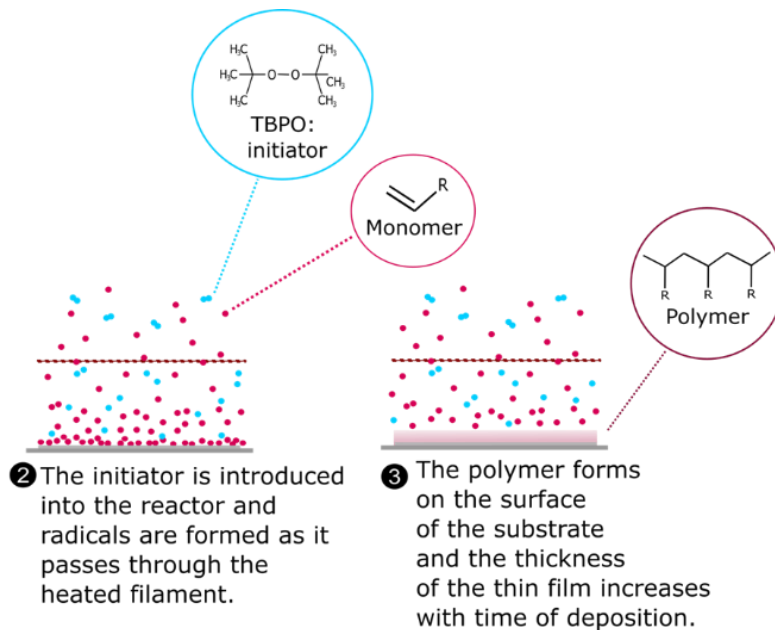 H₃C CH₃
H₃C O—O CH₃
H₃C CH₃
TBPO:
initiator
R
Monomer
R R R
Polymer
2 The initiator is introduced
into the reactor and
radicals are formed as it
passes through the
heated filament.
3 The polymer forms
on the surface
of the substrate
and the thickness
of the thin film increases
with time of deposition.